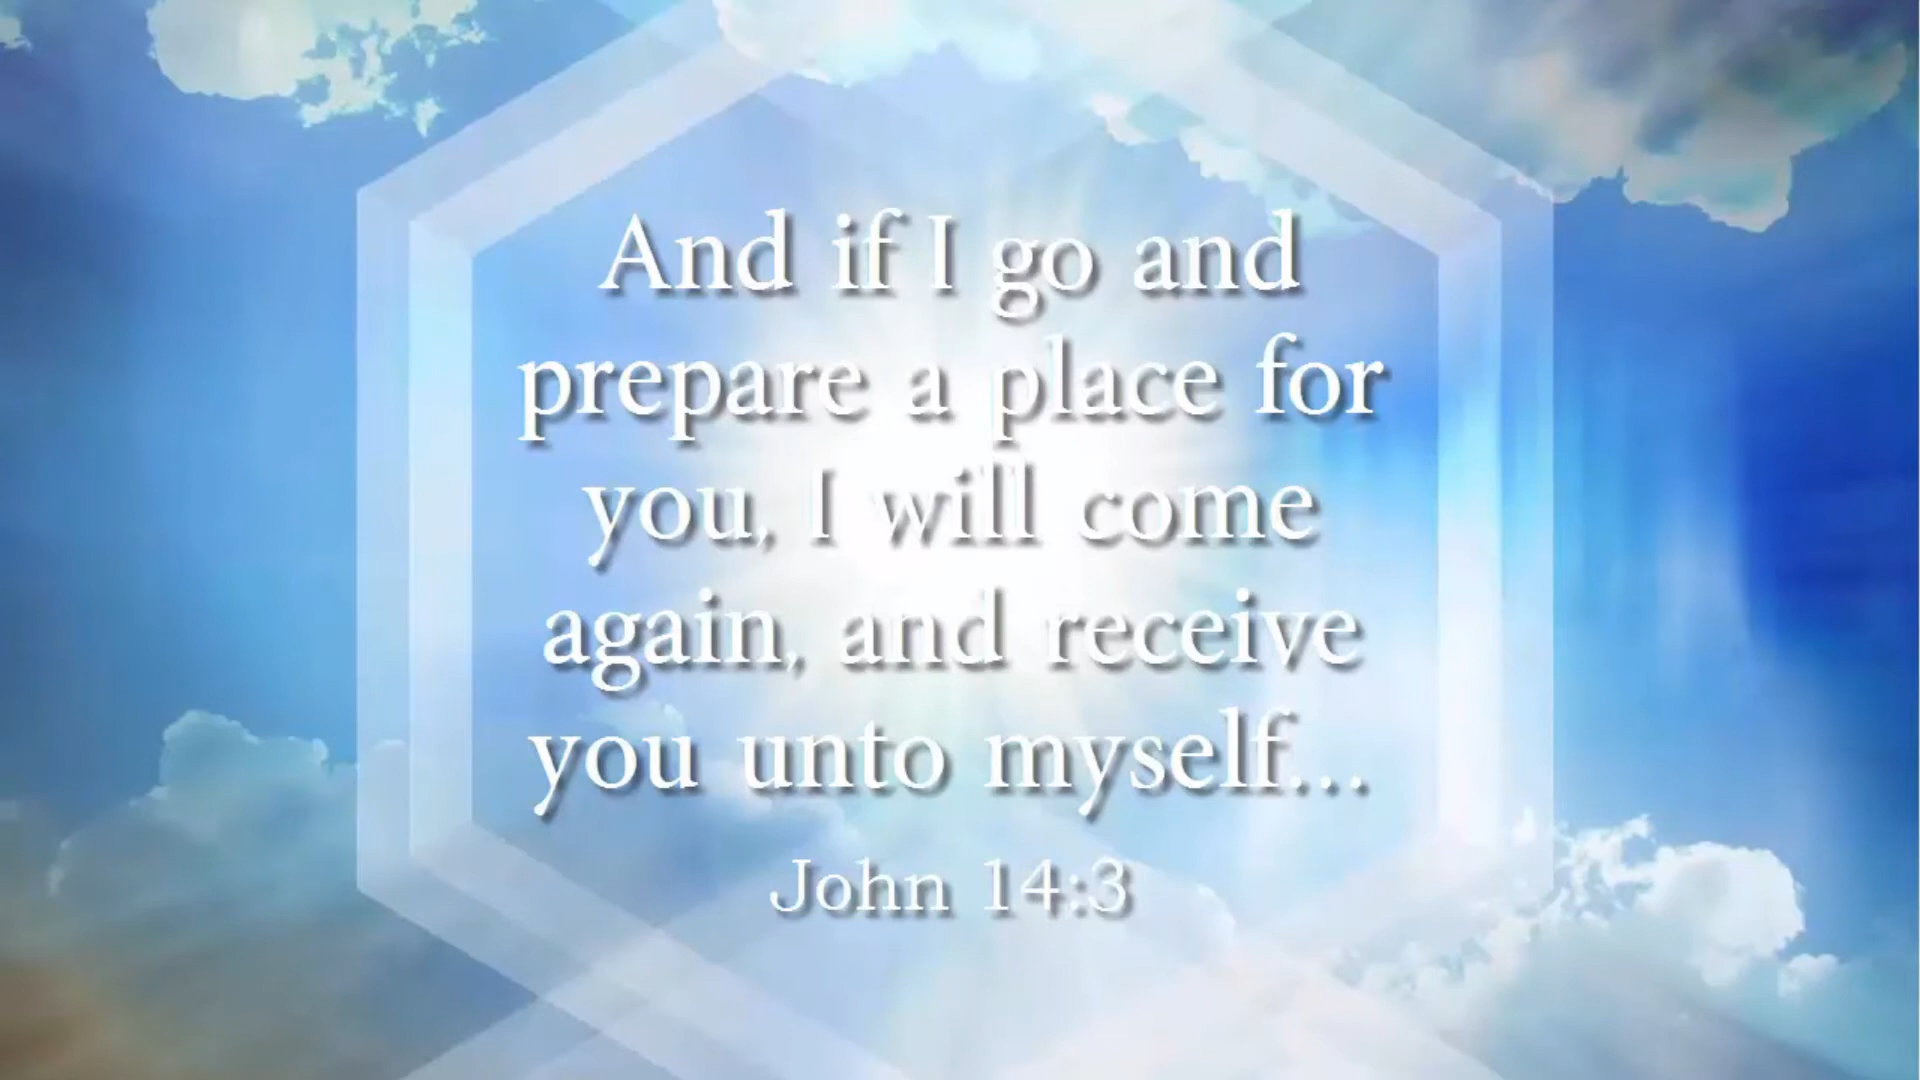 And if I go and
prepare a place for
you, I will come
again, and receive
you unto myself...
John 14:3